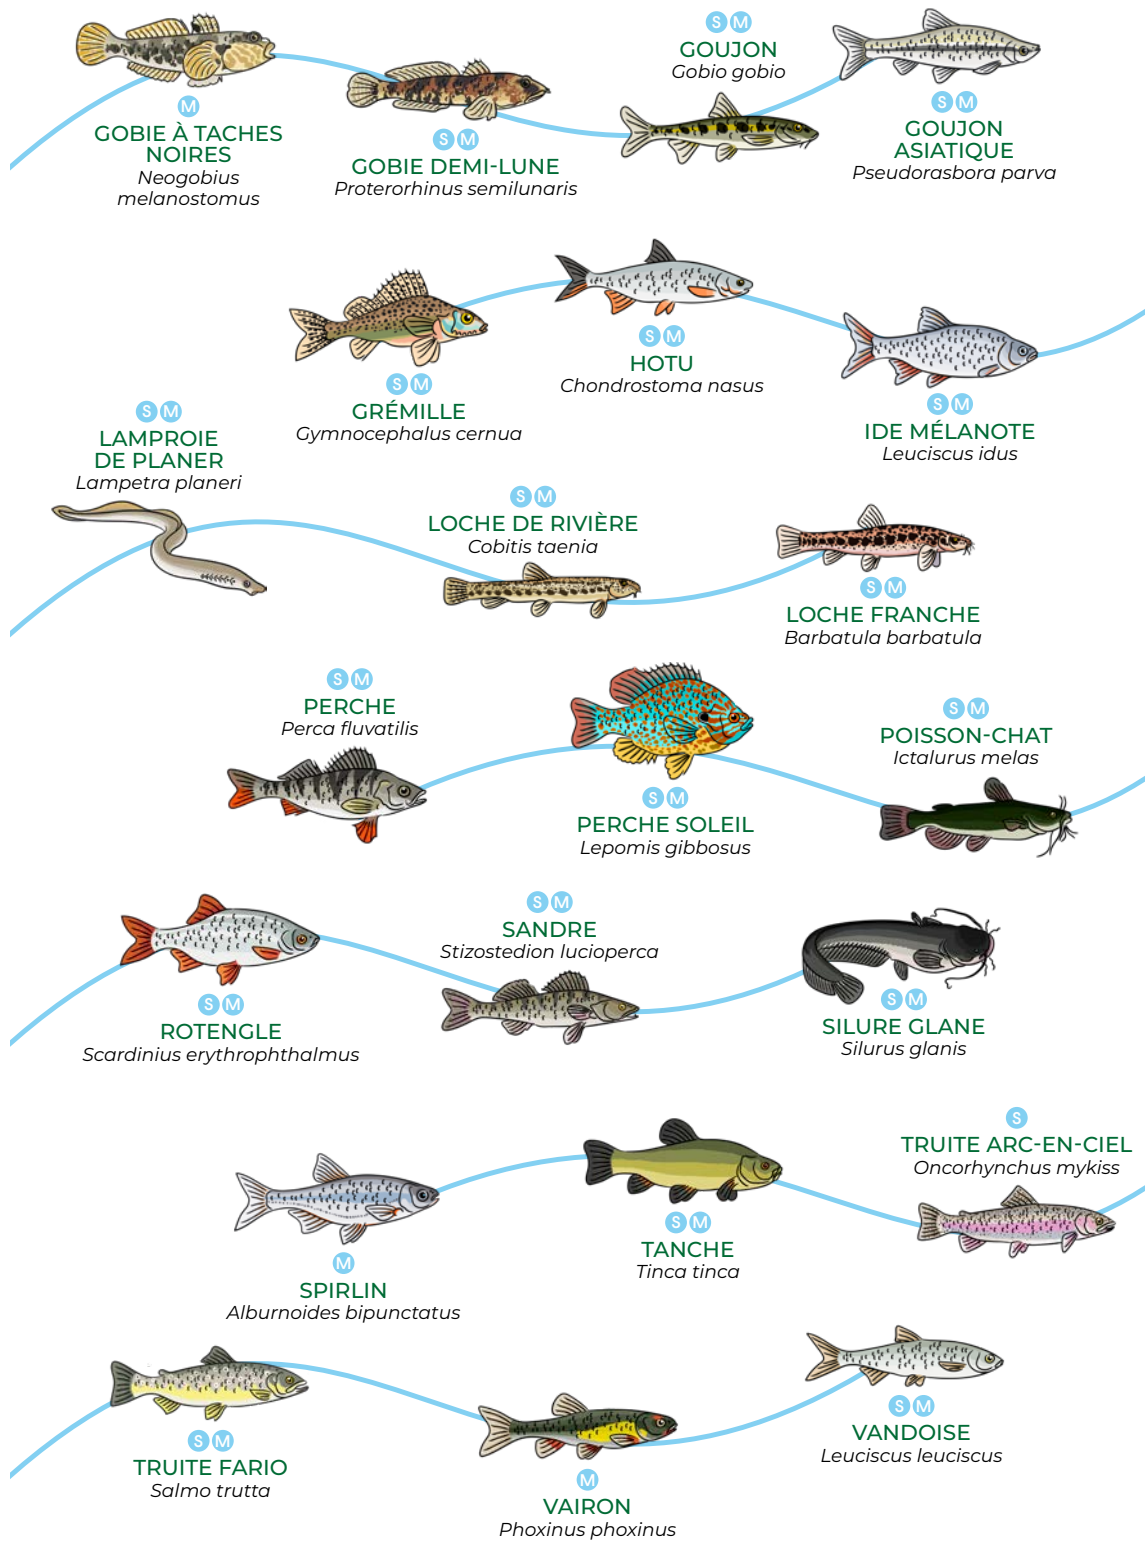 M
GOBIE À TACHES
NOIRES
Neogobius
melanostomus
S M
GOBIE DEMI-LUNE
Proterorhinus semilunaris
S M
GOUJON
Gobio gobio
S M
GOUJON
ASIATIQUE
Pseudorasbora parva
S M
GRÉMILLE
Gymnocephalus cernua
S M
HOTU
Chondrostoma nasus
S M
IDE MÉLANOTE
Leuciscus idus
S M
LAMPROIE
DE PLANER
Lampetra planeri
S M
LOCHE DE RIVIÈRE
Cobitis taenia
S M
LOCHE FRANCHE
Barbatula barbatula
S M
PERCHE
Perca fluvatilis
S M
PERCHE SOLEIL
Lepomis gibbosus
S M
POISSON-CHAT
Ictalurus melas
S M
ROTENGLE
Scardinius erythrophthalmus
S M
SANDRE
Stizostedion lucioperca
S M
SILURE GLANE
Silurus glanis
M
SPIRLIN
Alburnoides bipunctatus
S M
TANCHE
Tinca tinca
S
TRUITE ARC-EN-CIEL
Oncorhynchus mykiss
S M
TRUITE FARIO
Salmo trutta
M
VAIRON
Phoxinus phoxinus
S M
VANDOISE
Leuciscus leuciscus